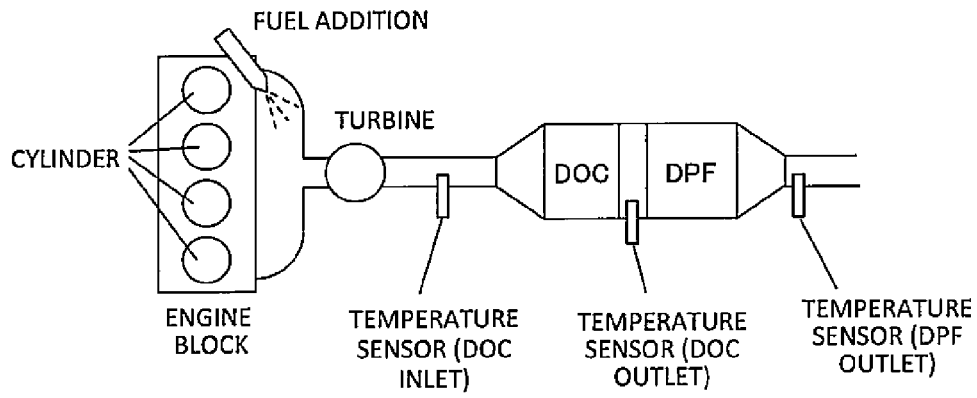 FUEL ADDITION
TURBINE
CYLINDER
DOC
DPF
ENGINE
BLOCK
TEMPERATURE
SENSOR (DOC
INLET)
TEMPERATURE
SENSOR (DOC
OUTLET)
TEMPERATURE
SENSOR (DPF
OUTLET)